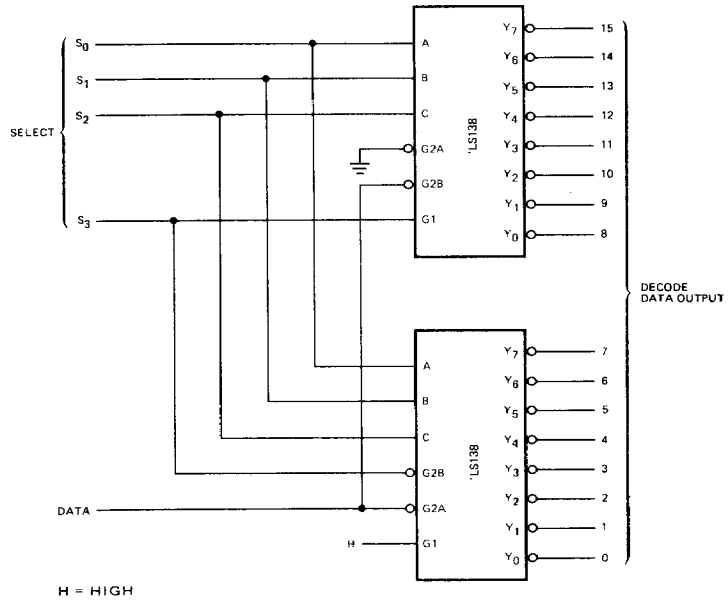 S0
S1
S2
SELECT
S3
A
B
C
G2A
G2B
G1
'LS138
Y7 15
Y6 14
Y5 13
Y4 12
Y3 11
Y2 10
Y1 9
Y0 8
DECODE
DATA OUTPUT
A
B
C
G2B
G2A
G1
'LS138
Y7 7
Y6 6
Y5 5
Y4 4
Y3 3
Y2 2
Y1 1
Y0 0
DATA
H
H = HIGH